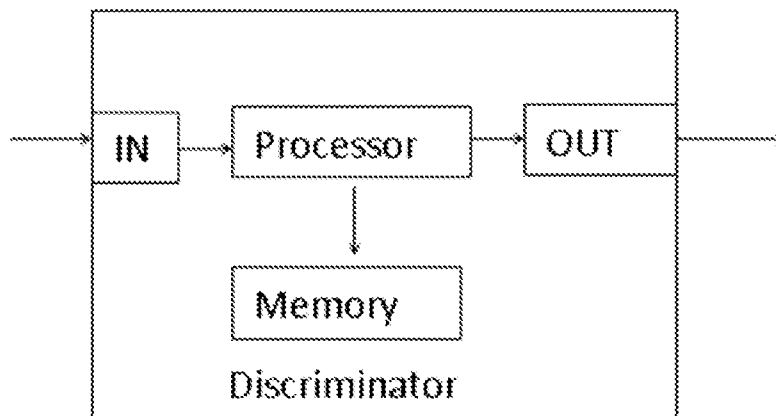 IN
Processor
OUT
Memory
Discriminator